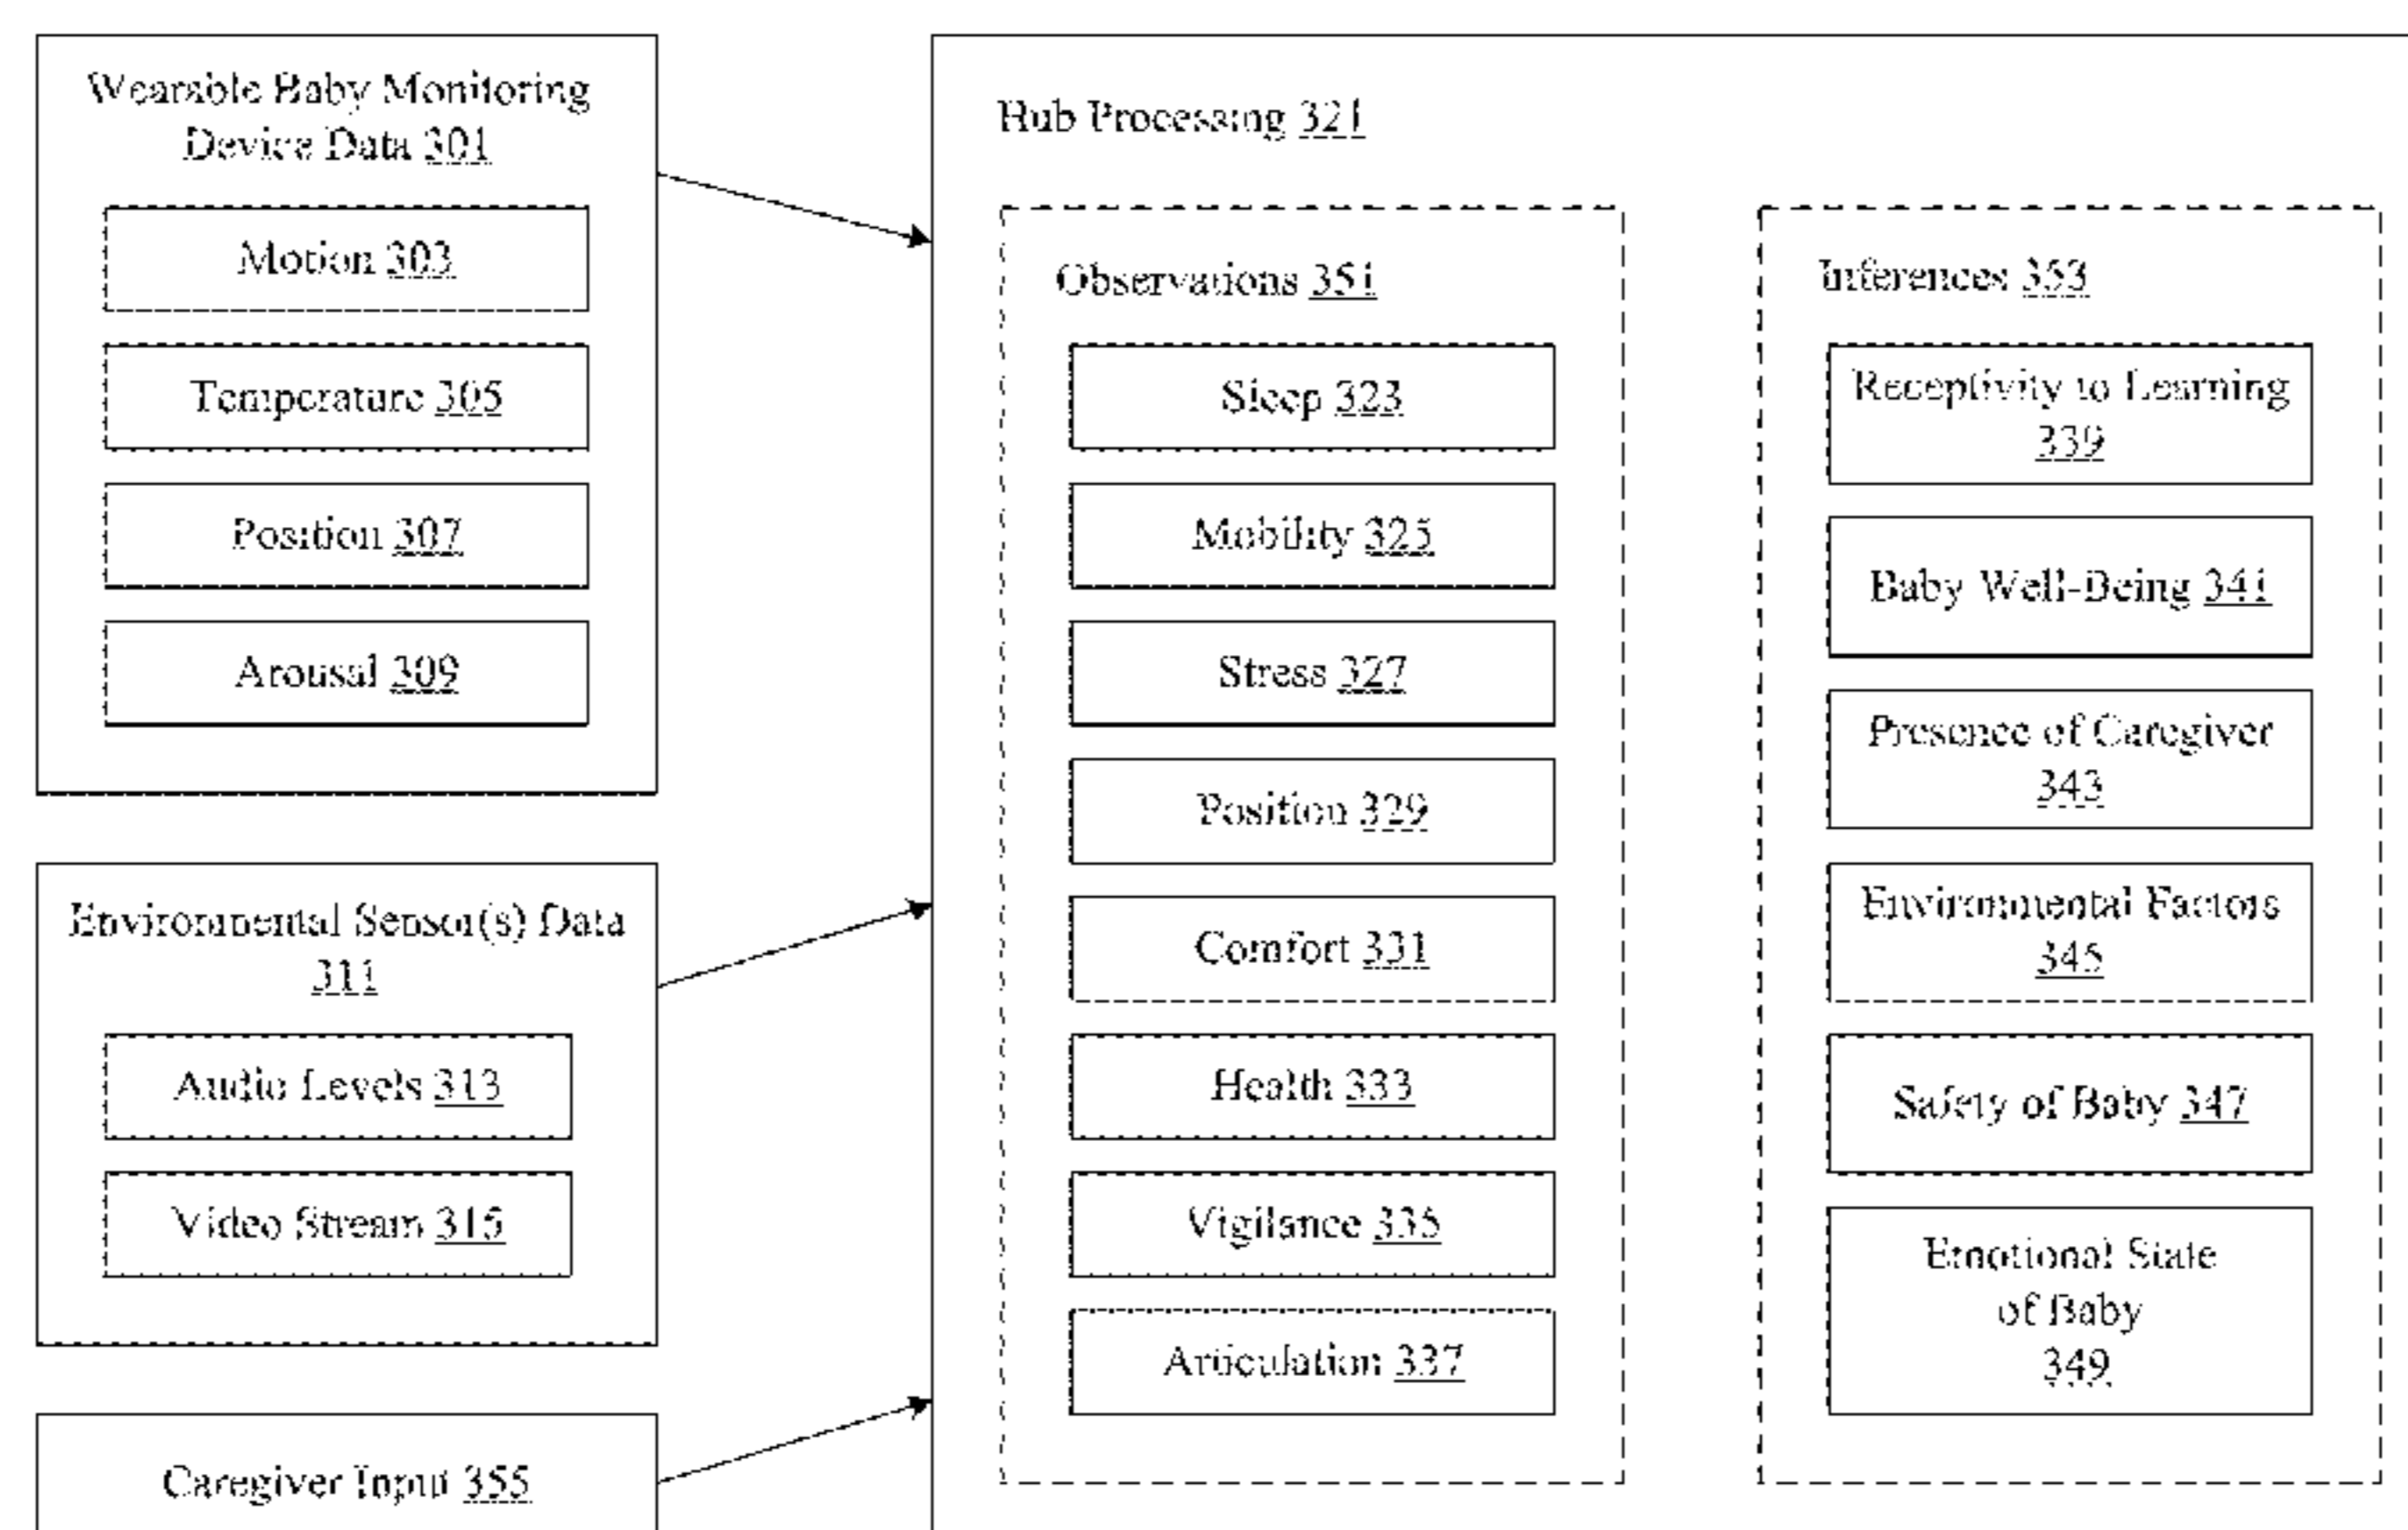 Wearable Baby Monitoring
Device Data 301
Motion 303
Temperature 305
Position 307
Arousal 309
Environmental Sensor(s) Data
311
Audio Levels 313
Video Stream 315
Caregiver Input 355
Hub Processing 321
Observations 351
Sleep 323
Mobility 325
Stress 327
Position 329
Comfort 331
Health 333
Vigilance 335
Articulation 337
Inferences 353
Receptivity to Learning
339
Baby Well-Being 341
Presence of Caregiver
343
Environmental Factors
345
Safety of Baby 347
Emotional State
of Baby
349